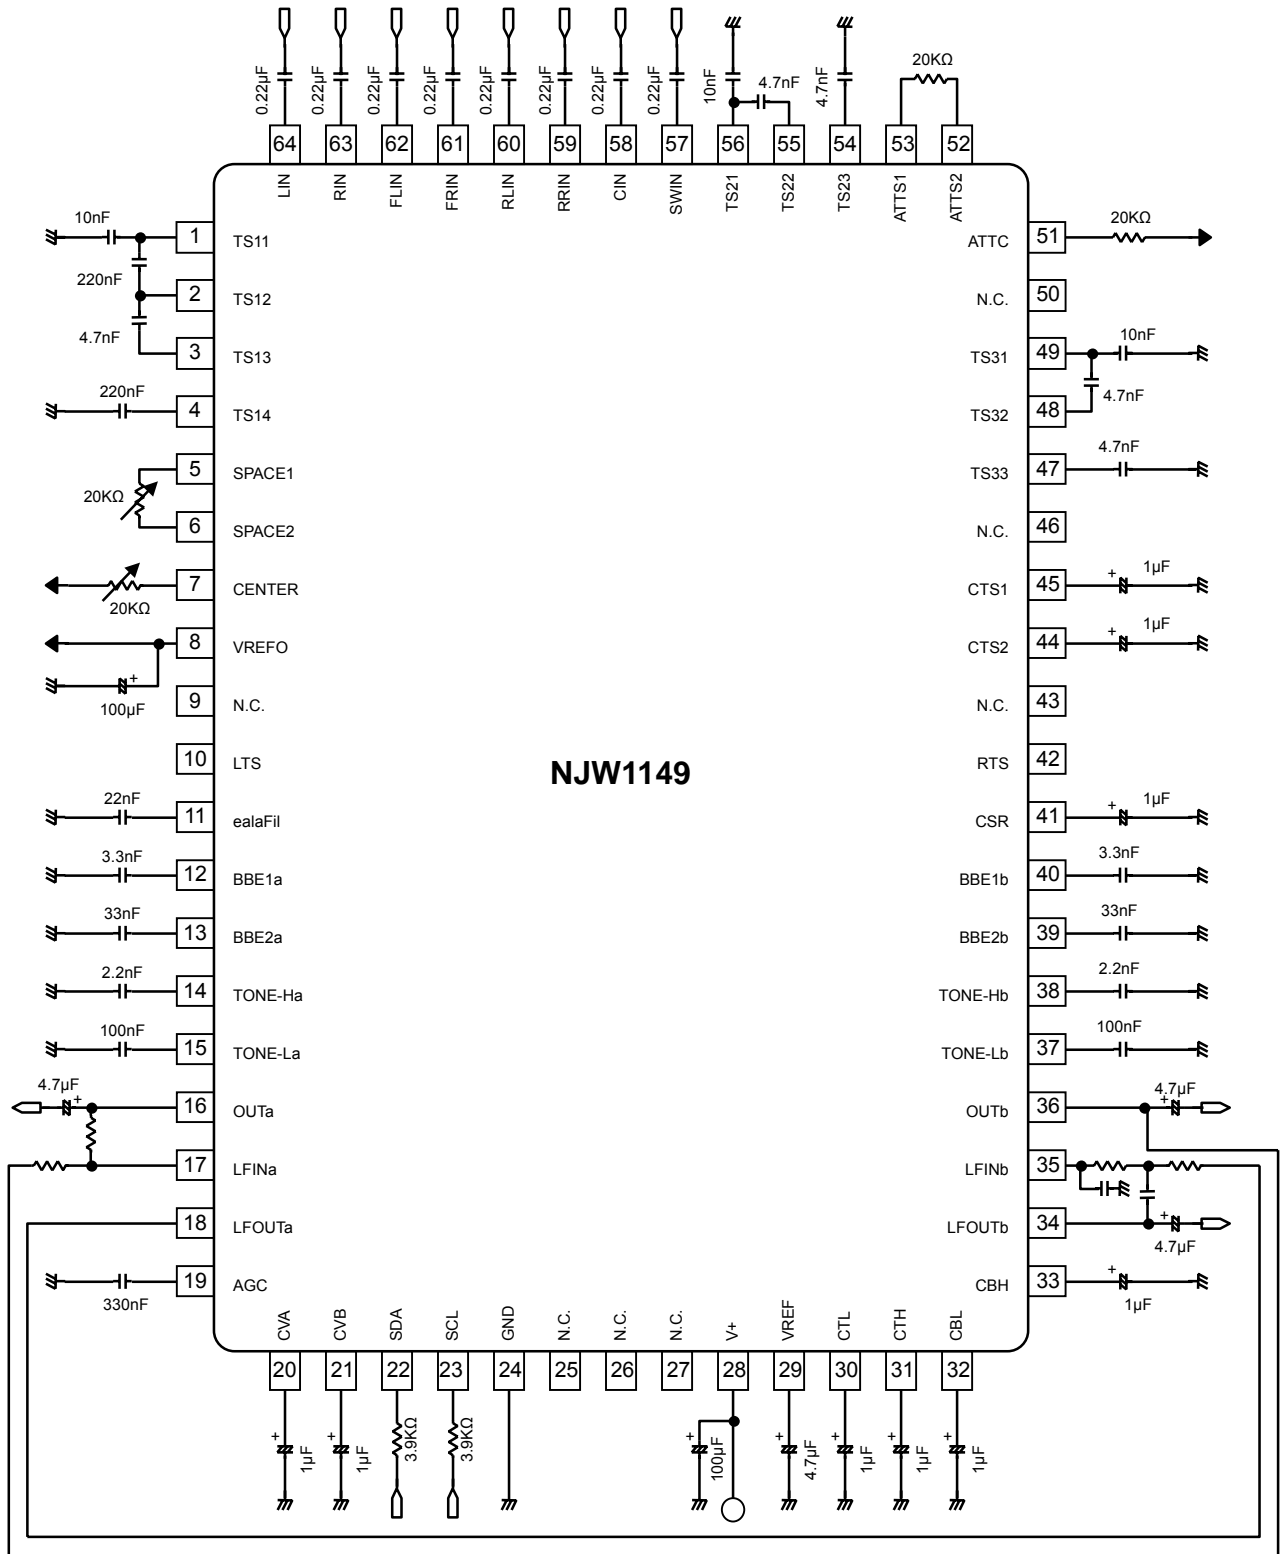 0.22µF
0.22µF
0.22µF
0.22µF
0.22µF
0.22µF
0.22µF
0.22µF
10nF
4.7nF
4.7nF
20KΩ
64
63
62
61
60
59
58
57
56
55
54
53
52
LIN
RIN
FLIN
FRIN
RLIN
RRIN
CIN
SWIN
TS21
TS22
TS23
ATTS1
ATTS2
10nF
1
TS11
220nF
2
TS12
4.7nF
3
TS13
220nF
4
TS14
5
SPACE1
20KΩ
6
SPACE2
7
CENTER
20KΩ
8
VREFO
100µF
9
N.C.
10
LTS
22nF
11
ealaFil
3.3nF
12
BBE1a
33nF
13
BBE2a
2.2nF
14
TONE-Ha
100nF
15
TONE-La
4.7µF
+
16
OUTa
17
LFINa
18
LFOUTa
19
AGC
330nF
NJW1149
ATTC
51
20KΩ
N.C.
50
TS31
49
10nF
TS32
48
4.7nF
TS33
47
4.7nF
N.C.
46
CTS1
45
+
1µF
CTS2
44
+
1µF
N.C.
43
RTS
42
CSR
41
+
1µF
BBE1b
40
3.3nF
BBE2b
39
33nF
TONE-Hb
38
2.2nF
TONE-Lb
37
100nF
OUTb
36
+
4.7µF
LFINb
35
LFOUTb
34
+
4.7µF
CBH
33
+
1µF
CVA
CVB
SDA
SCL
GND
N.C.
N.C.
N.C.
V+
VREF
CTL
CTH
CBL
20
21
22
23
24
25
26
27
28
29
30
31
32
+
1µF
+
1µF
3.9KΩ
3.9KΩ
+
100µF
+
4.7µF
+
1µF
+
1µF
+
1µF